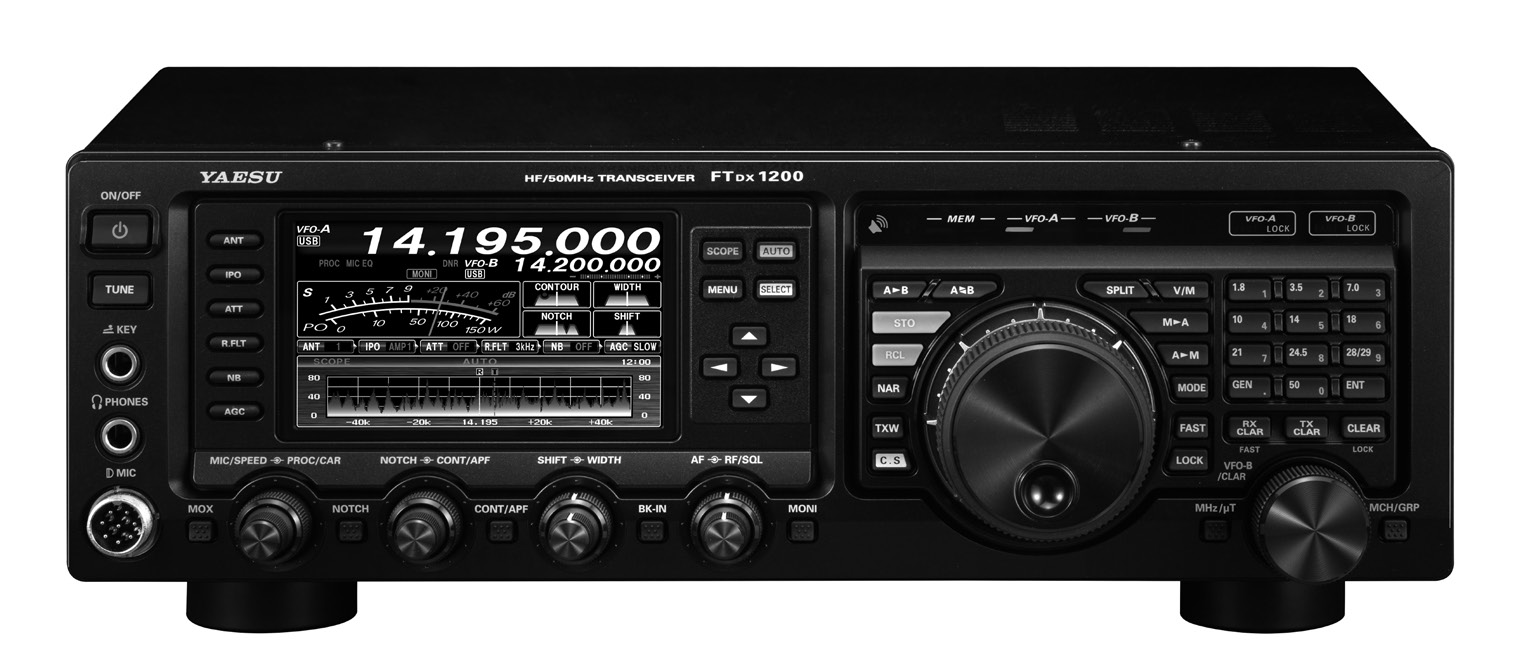 YAESU HF/50MHz TRANSCEIVER FT DX 1200
ON/OFF
TUNE
KEY
PHONES
MIC
ANT
IPO
ATT
R.FLT
NB
AGC
VFO-A 14.195.000
USB
PROC MIC EQ DNR VFO-B 14.200.000
MONI USB - +
S 1 3 5 7 9 +20 +40 +60 dB
PO 0 10 50 100 150W
CONTOUR WIDTH
NOTCH SHIFT
ANT 1 IPO AMP1 ATT OFF R.FLT 3kHz NB OFF AGC SLOW
SCOPE AUTO 12:00
R T
80 80
40 40
0 0
-40k -20k 14.195 +20k +40k
SCOPE AUTO
MENU SELECT
MIC/SPEED PROC/CAR NOTCH CONT/APF SHIFT WIDTH AF RF/SQL
MOX NOTCH CONT/APF BK-IN MONI
MEM VFO-A VFO-B
VFO-A LOCK
VFO-B LOCK
A►B A⇆B SPLIT V/M
STO M►A
RCL A►M
NAR MODE
TXW FAST
C.S LOCK
1.8 1 3.5 2 7.0 3
10 4 14 5 18 6
21 7 24.5 8 28/29 9
GEN . 50 0 ENT
RX CLAR TX CLAR CLEAR
FAST LOCK
VFO-B
/CLAR
MHz/μT MCH/GRP